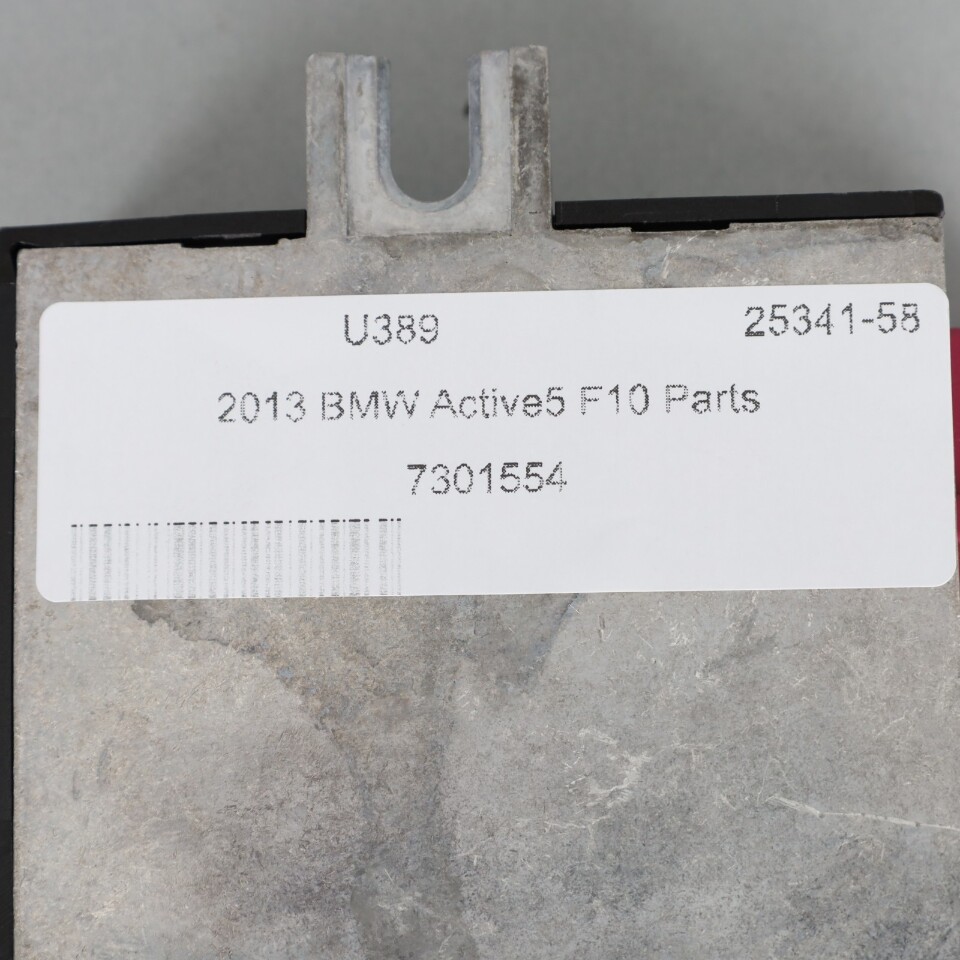 U389 25341-58
2013 BMW Active5 F10 Parts
7301554